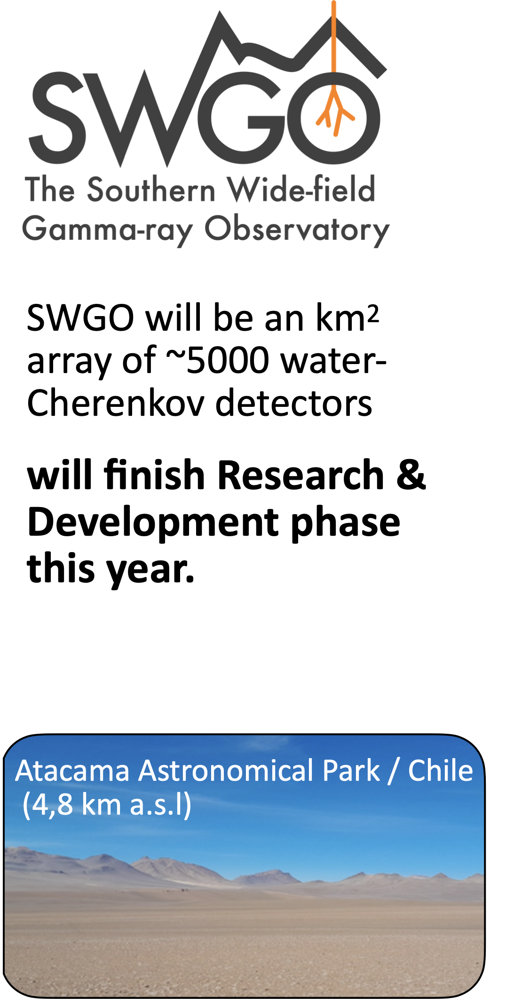 SWGO
The Southern Wide-field
Gamma-ray Observatory
SWGO will be an km²
array of ~5000 water-
Cherenkov detectors
will finish Research &
Development phase
this year.
Atacama Astronomical Park / Chile
(4,8 km a.s.l)